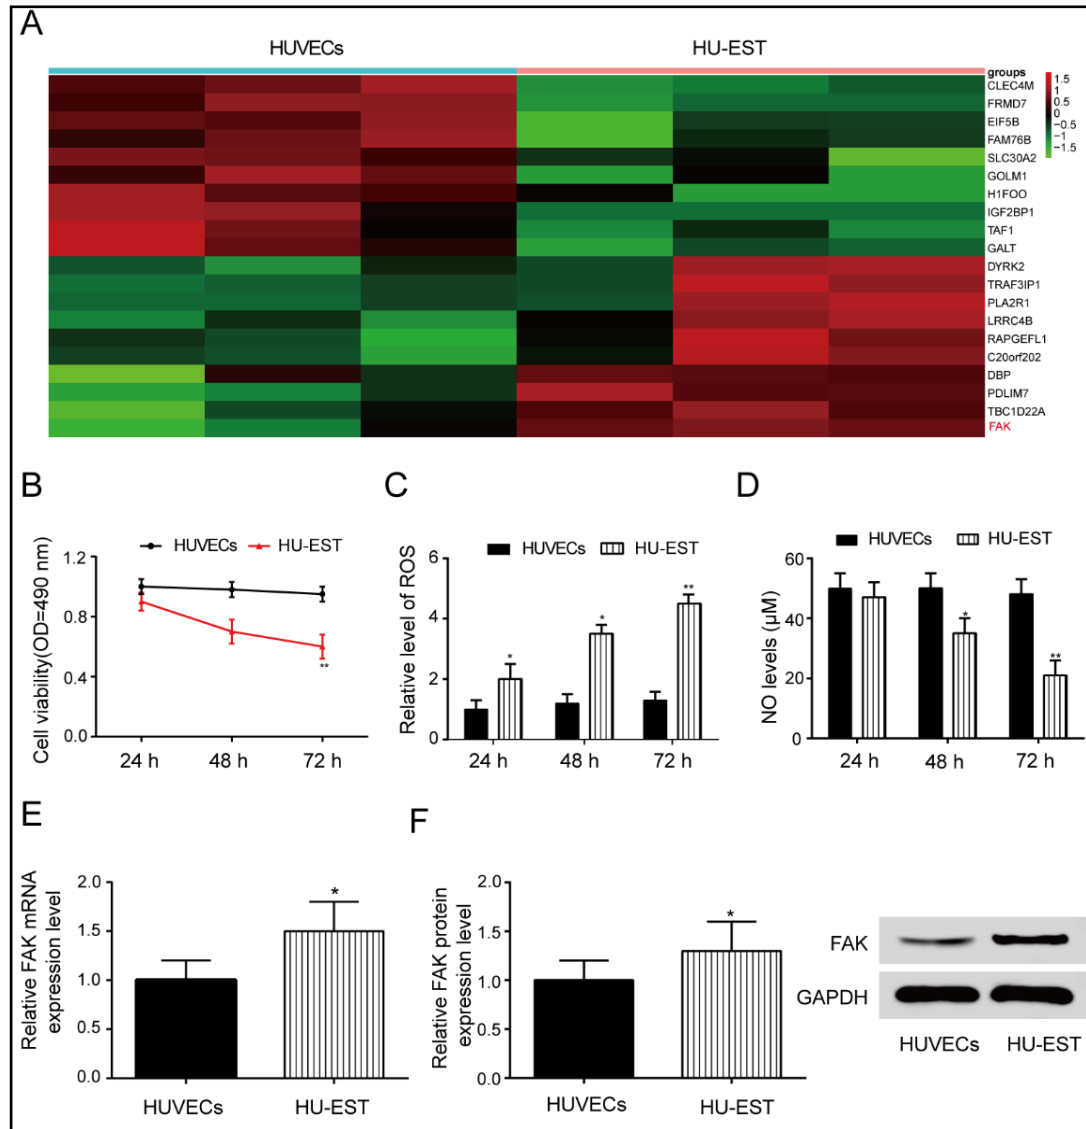 A
HUVECs
HU-EST
groups
CLEC4M
FRMD7
EIF5B
FAM76B
SLC30A2
GOLM1
H1FOO
IGF2BP1
TAF1
GALT
DYRK2
TRAF3IP1
PLA2R1
LRRC4B
RAPGEFL1
C20orf202
DBP
PDLIM7
TBC1D22A
FAK
1.5
1
0.5
0
−0.5
−1
−1.5
B
HUVECs
HU-EST
Cell viability(OD=490 nm)
1.2
0.8
0.4
0.0
**
24 h
48 h
72 h
C
HUVECs
HU-EST
Relative level of ROS
6
4
2
0
*
*
**
24 h
48 h
72 h
D
HUVECs
HU-EST
NO levels (μM)
60
40
20
0
*
**
24 h
48 h
72 h
E
Relative FAK mRNA
expression level
2.0
1.5
1.0
0.5
0.0
*
HUVECs
HU-EST
F
Relative FAK protein
expression level
2.0
1.5
1.0
0.5
0.0
*
HUVECs
HU-EST
FAK
GAPDH
HUVECs
HU-EST